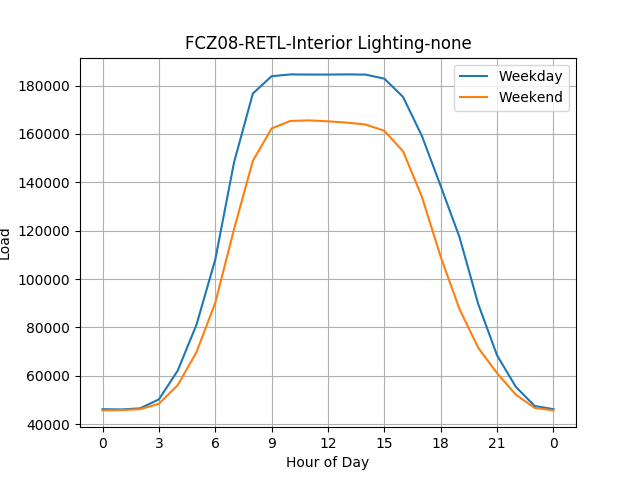 FCZ08-RETL-Interior Lighting-none
Weekday
Weekend
Load
180000
160000
140000
120000
100000
80000
60000
40000
0 3 6 9 12 15 18 21 0
Hour of Day